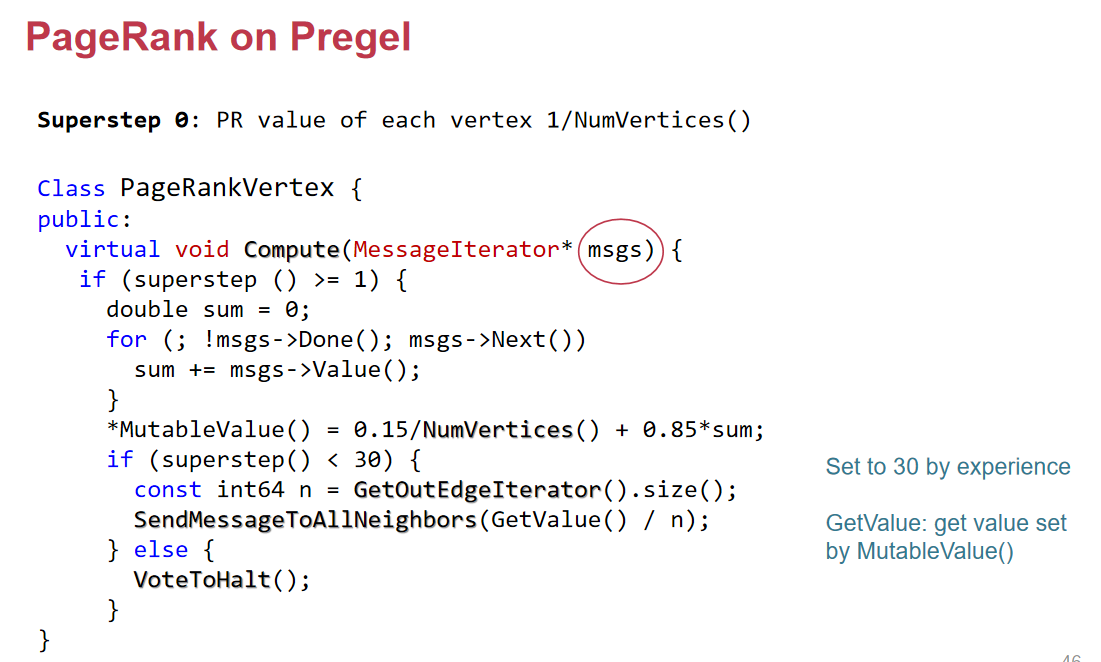 PageRank on Pregel
Superstep 0: PR value of each vertex 1/NumVertices()
Class PageRankVertex {
public:
virtual void Compute(MessageIterator* msgs) {
if (superstep () >= 1) {
double sum = 0;
for (; !msgs->Done(); msgs->Next())
sum += msgs->Value();
}
*MutableValue() = 0.15/NumVertices() + 0.85*sum;
if (superstep() < 30) {
const int64 n = GetOutEdgeIterator().size();
SendMessageToAllNeighbors(GetValue() / n);
} else {
VoteToHalt();
}
}
Set to 30 by experience
GetValue: get value set
by MutableValue()